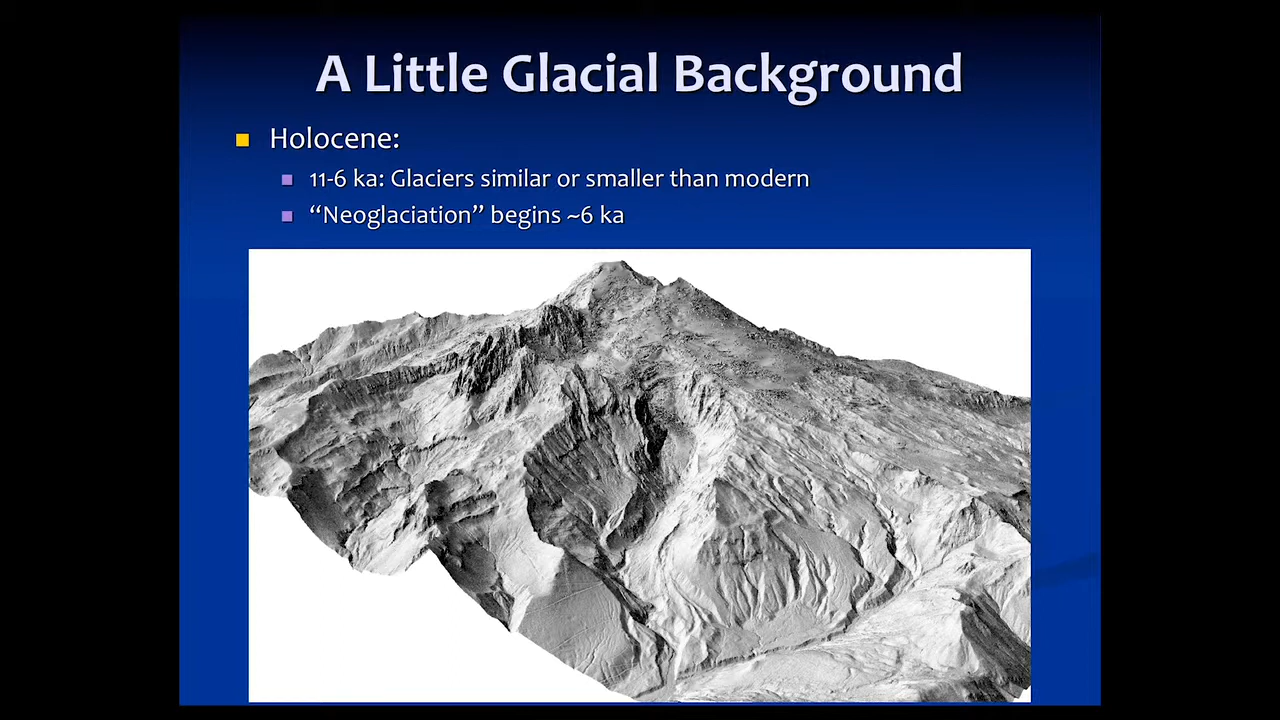 A Little Glacial Background
Holocene:
11-6 ka: Glaciers similar or smaller than modern
“Neoglaciation” begins ~6 ka